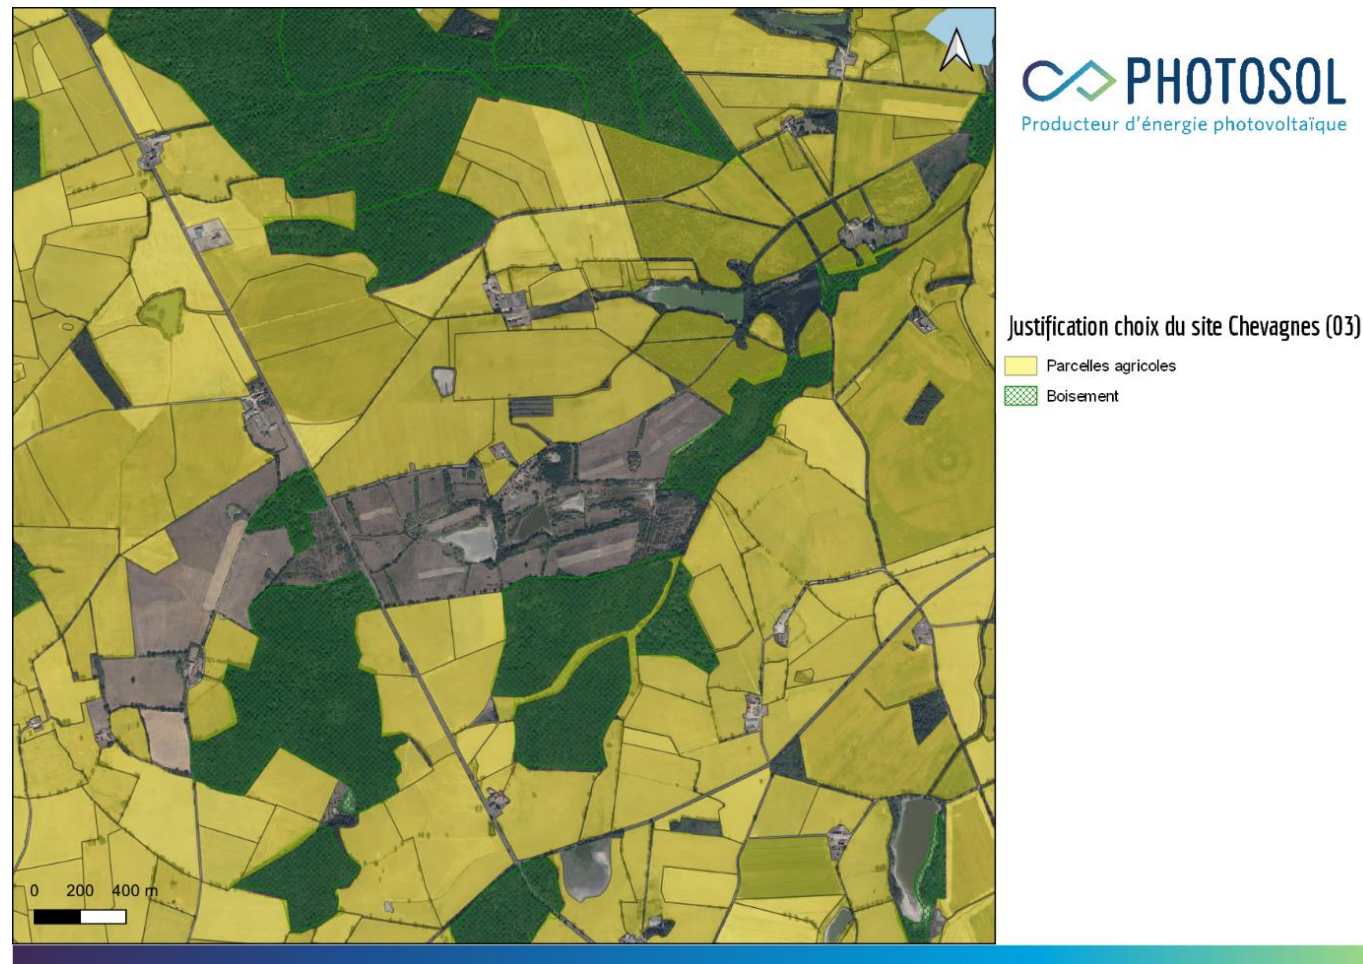 PHOTOSOL
Producteur d'énergie photovoltaïque
Justification choix du site Chevagnes (03)
Parcelles agricoles
Boisement
0 200 400 m